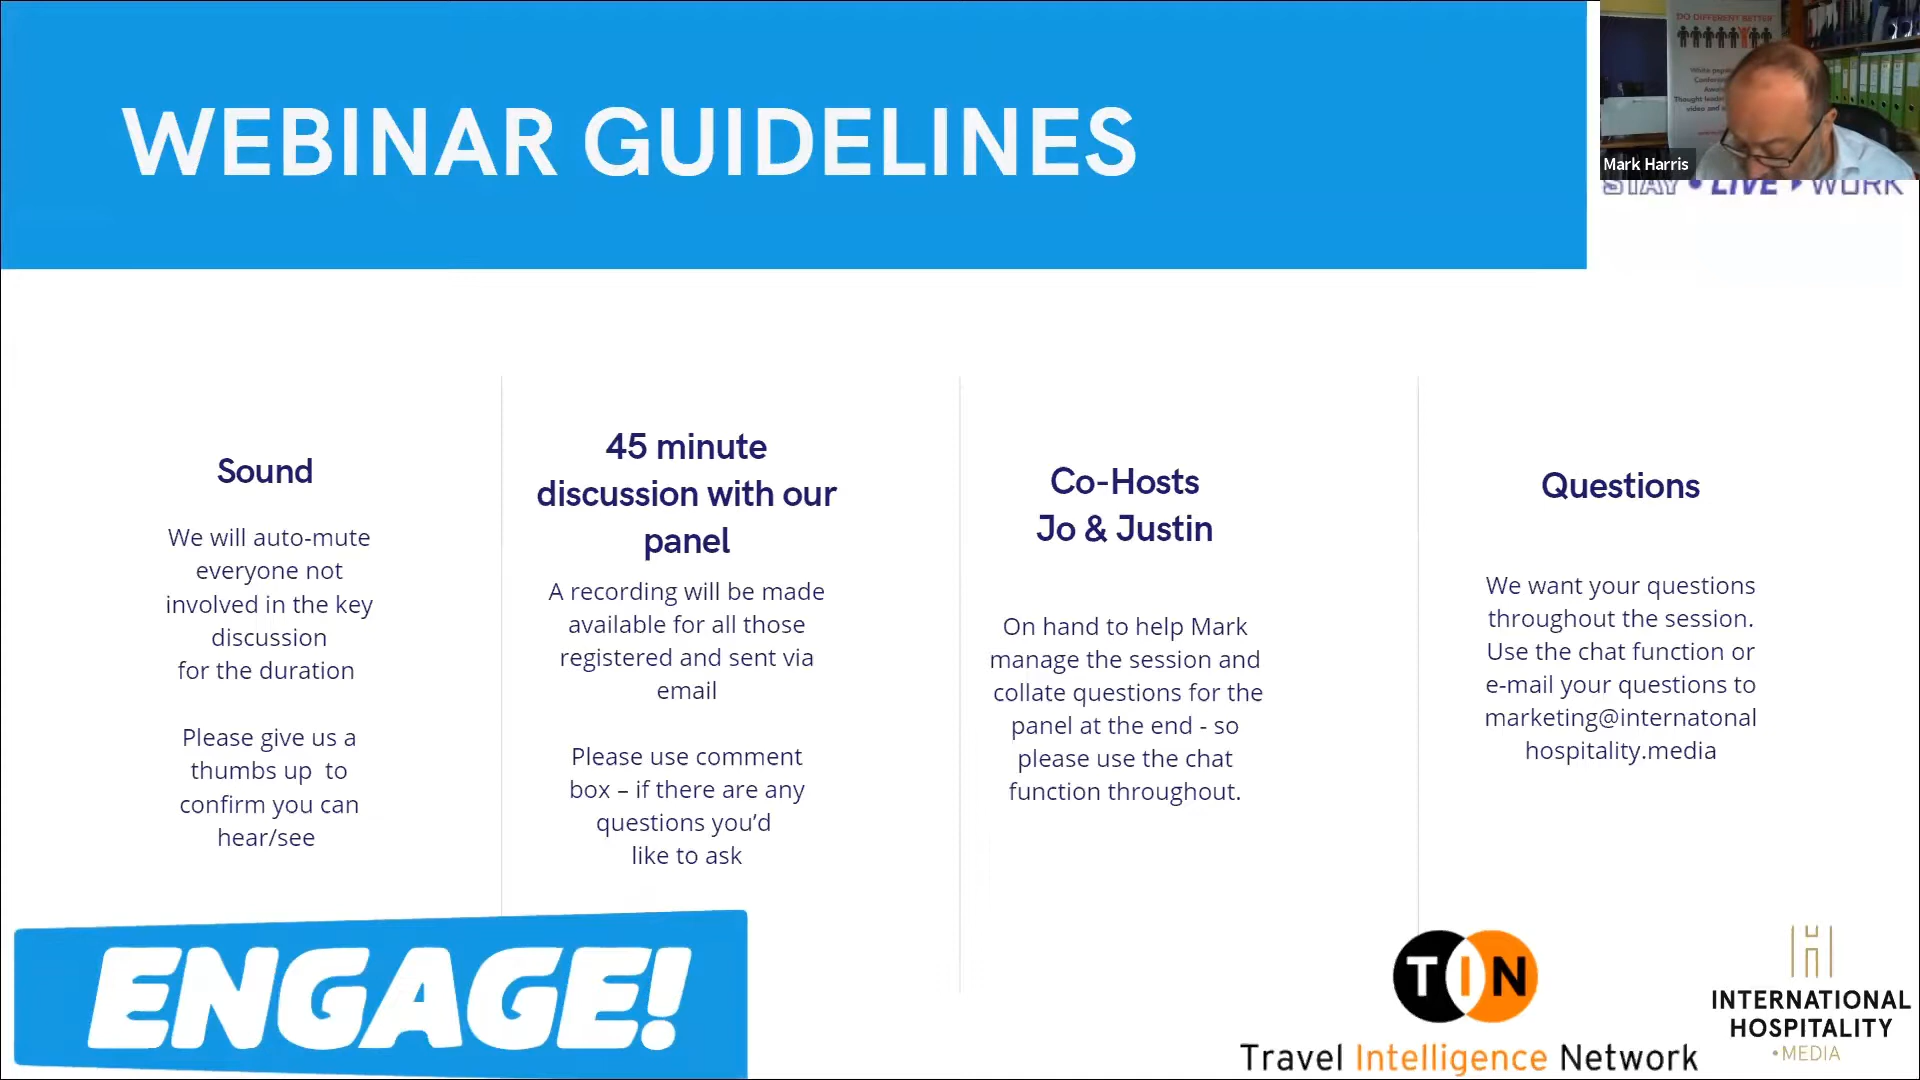 WEBINAR GUIDELINES
DO DIFFERENT BETTER
Mark Harris
STAY • LIVE WORK
Sound
We will auto-mute
everyone not
involved in the key
discussion
for the duration
Please give us a
thumbs up to
confirm you can
hear/see
45 minute
discussion with our
panel
A recording will be made
available for all those
registered and sent via
email
Please use comment
box – if there are any
questions you’d
like to ask
Co-Hosts
Jo & Justin
On hand to help Mark
manage the session and
collate questions for the
panel at the end - so
please use the chat
function throughout.
Questions
We want your questions
throughout the session.
Use the chat function or
e-mail your questions to
marketing@internatonal
hospitality.media
ENGAGE!
TIN
Travel Intelligence Network
INTERNATIONAL
HOSPITALITY
•MEDIA